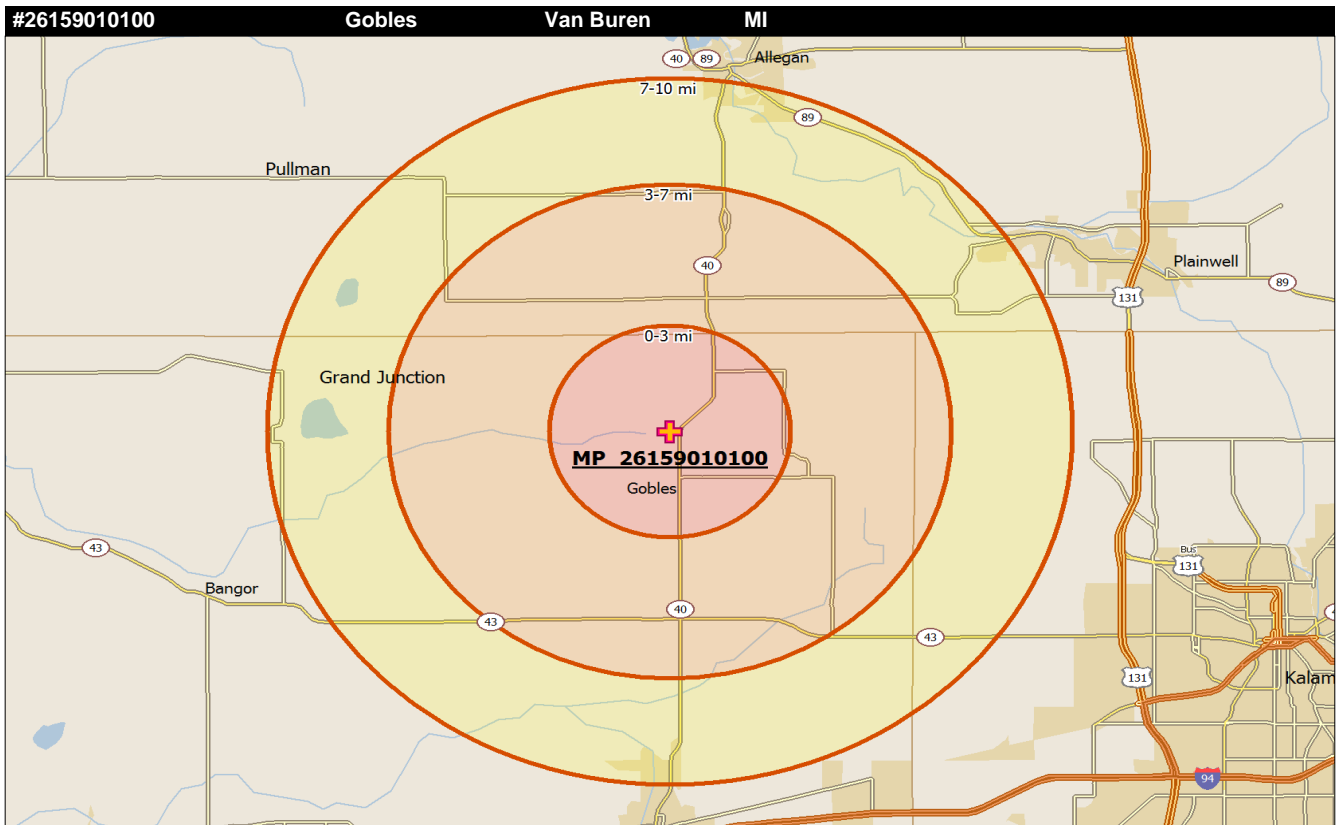 #26159010100 Gobles Van Buren MI
40 89 Allegan
7-10 mi
89
Pullman
3-7 mi
40
Plainwell
89
131
0-3 mi
Grand Junction
MP 26159010100
Gobles
43
Bus
131
Bangor
40
43
43
131
Kalam
94